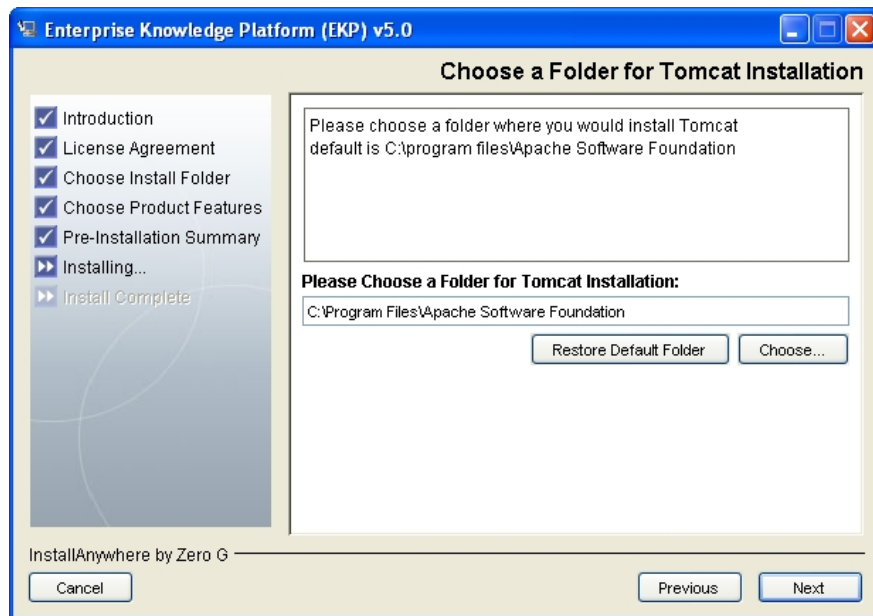 Enterprise Knowledge Platform (EKP) v5.0
Choose a Folder for Tomcat Installation
Introduction
License Agreement
Choose Install Folder
Choose Product Features
Pre-Installation Summary
Installing...
Install Complete
Please choose a folder where you would install Tomcat
default is C:\program files\Apache Software Foundation
Please Choose a Folder for Tomcat Installation:
C:\Program Files\Apache Software Foundation
Restore Default Folder
Choose...
InstallAnywhere by Zero G
Cancel
Previous
Next